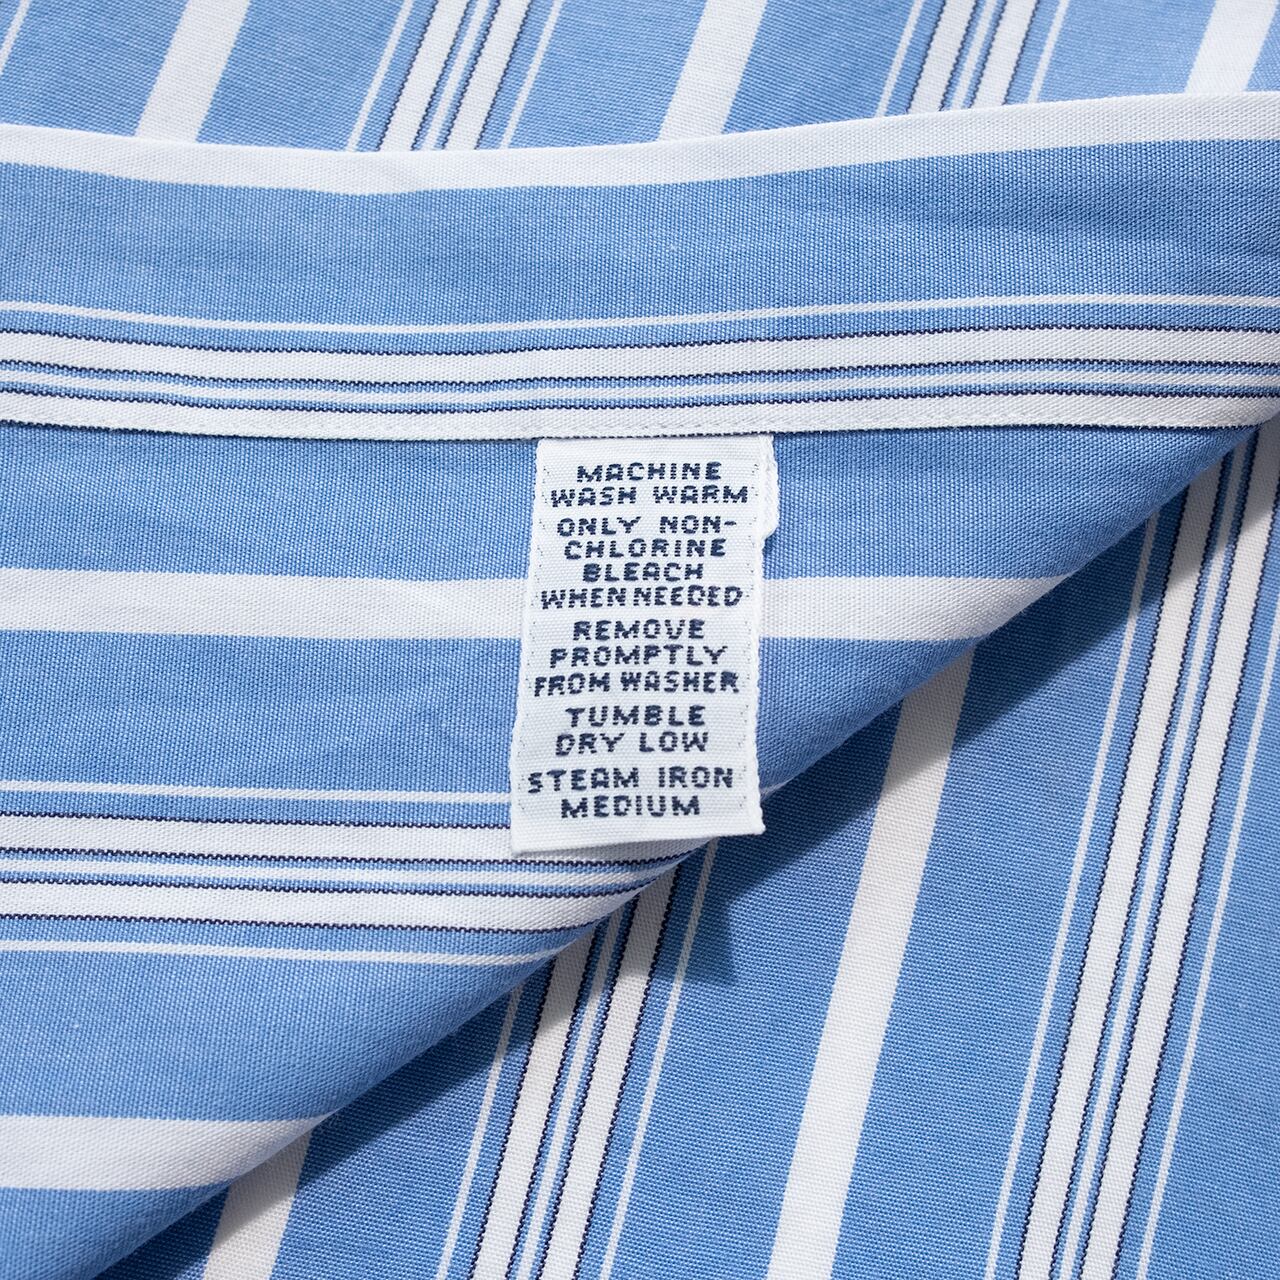 MACHINE
WASH WARM
ONLY NON-
CHLORINE
BLEACH
WHEN NEEDED
REMOVE
PROMPTLY
FROM WASHER
TUMBLE
DRY LOW
STEAM IRON
MEDIUM